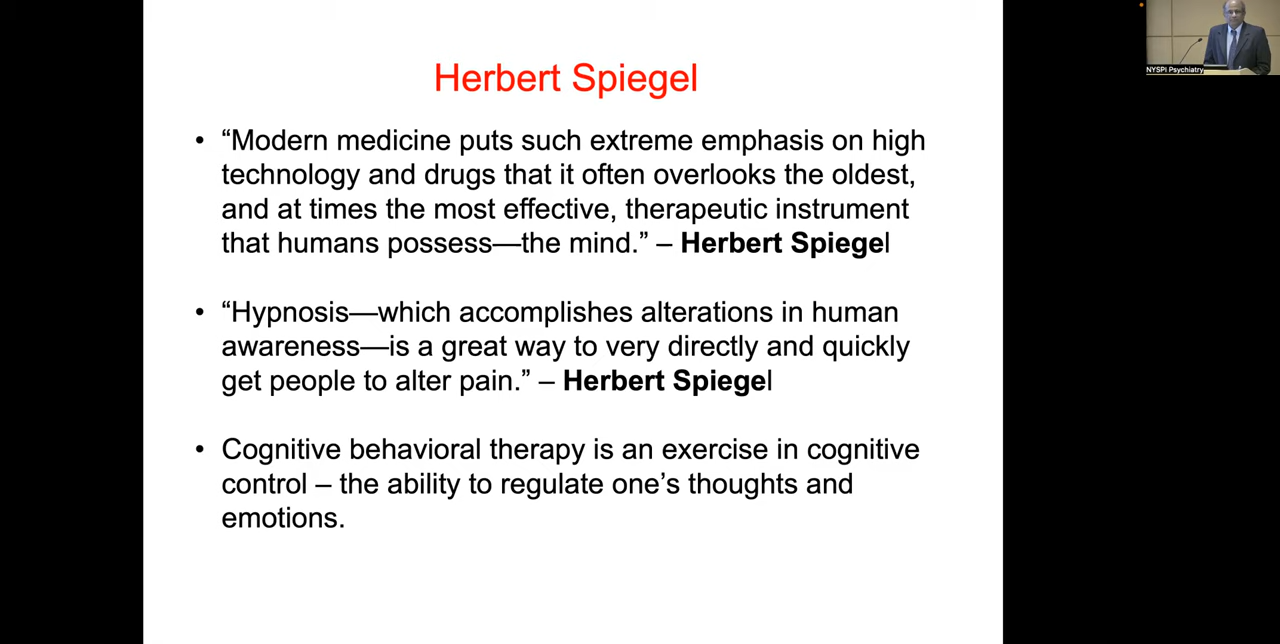 Herbert Spiegel
• “Modern medicine puts such extreme emphasis on high
technology and drugs that it often overlooks the oldest,
and at times the most effective, therapeutic instrument
that humans possess—the mind.” – Herbert Spiegel
• “Hypnosis—which accomplishes alterations in human
awareness—is a great way to very directly and quickly
get people to alter pain.” – Herbert Spiegel
• Cognitive behavioral therapy is an exercise in cognitive
control – the ability to regulate one’s thoughts and
emotions.
NYSPI Psychiatry